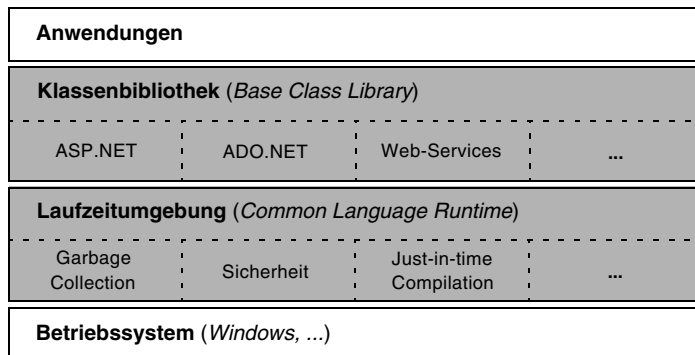 Anwendungen
Klassenbibliothek (Base Class Library)
ASP.NET ADO.NET Web-Services ...
Laufzeitumgebung (Common Language Runtime)
Garbage
Collection
Sicherheit
Just-in-time
Compilation
...
Betriebssystem (Windows, ...)